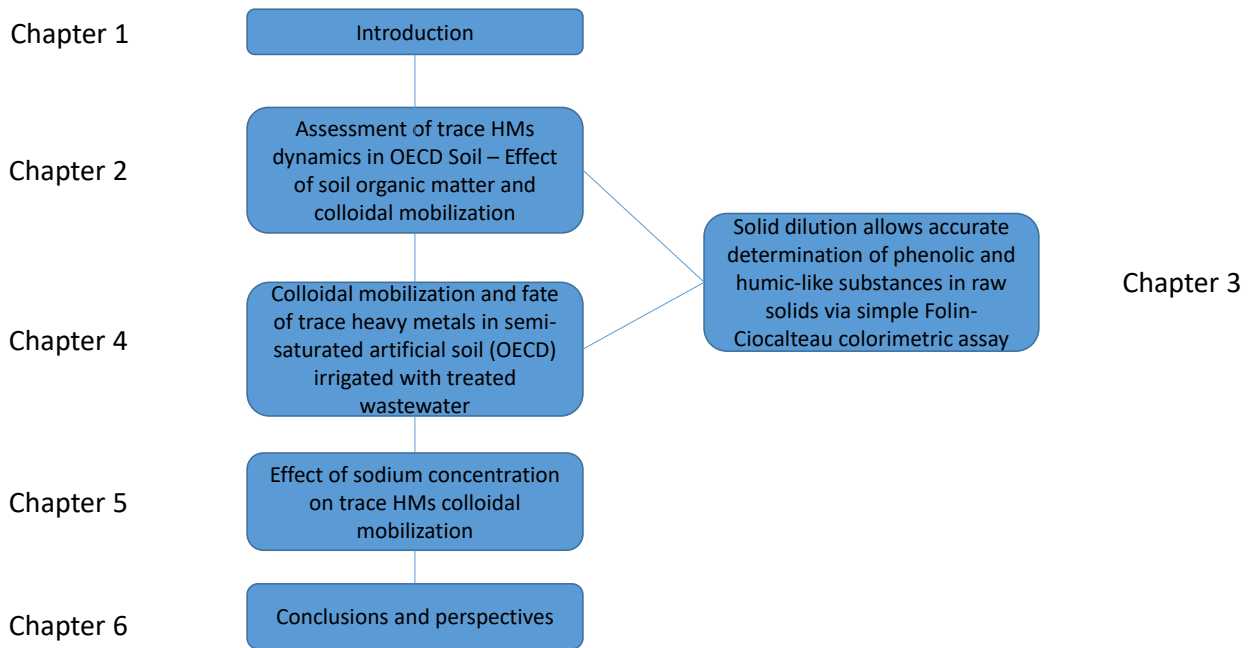 Chapter 1
Introduction
Chapter 2
Assessment of trace HMs
dynamics in OECD Soil – Effect
of soil organic matter and
colloidal mobilization
Solid dilution allows accurate
determination of phenolic and
humic-like substances in raw
solids via simple Folin-
Ciocalteau colorimetric assay
Chapter 3
Chapter 4
Colloidal mobilization and fate
of trace heavy metals in semi-
saturated artificial soil (OECD)
irrigated with treated
wastewater
Chapter 5
Effect of sodium concentration
on trace HMs colloidal
mobilization
Chapter 6
Conclusions and perspectives